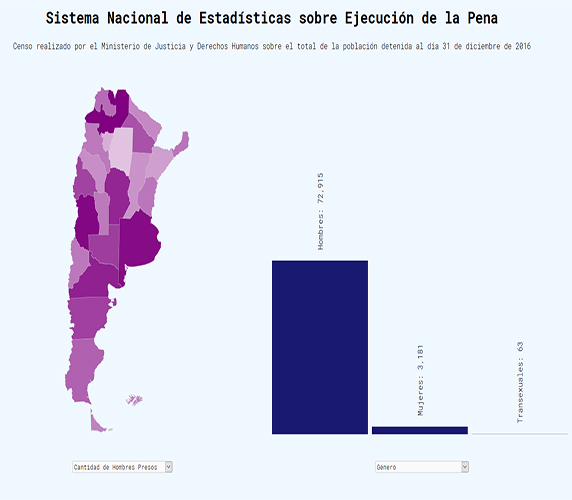 Sistema Nacional de Estadísticas sobre Ejecución de la Pena
Censo realizado por el Ministerio de Justicia y Derechos Humanos sobre el total de la población detenida al día 31 de diciembre de 2016
Hombres: 72,915
Mujeres: 3,181
Transexuales: 63
Cantidad de Hombres Presos
Género